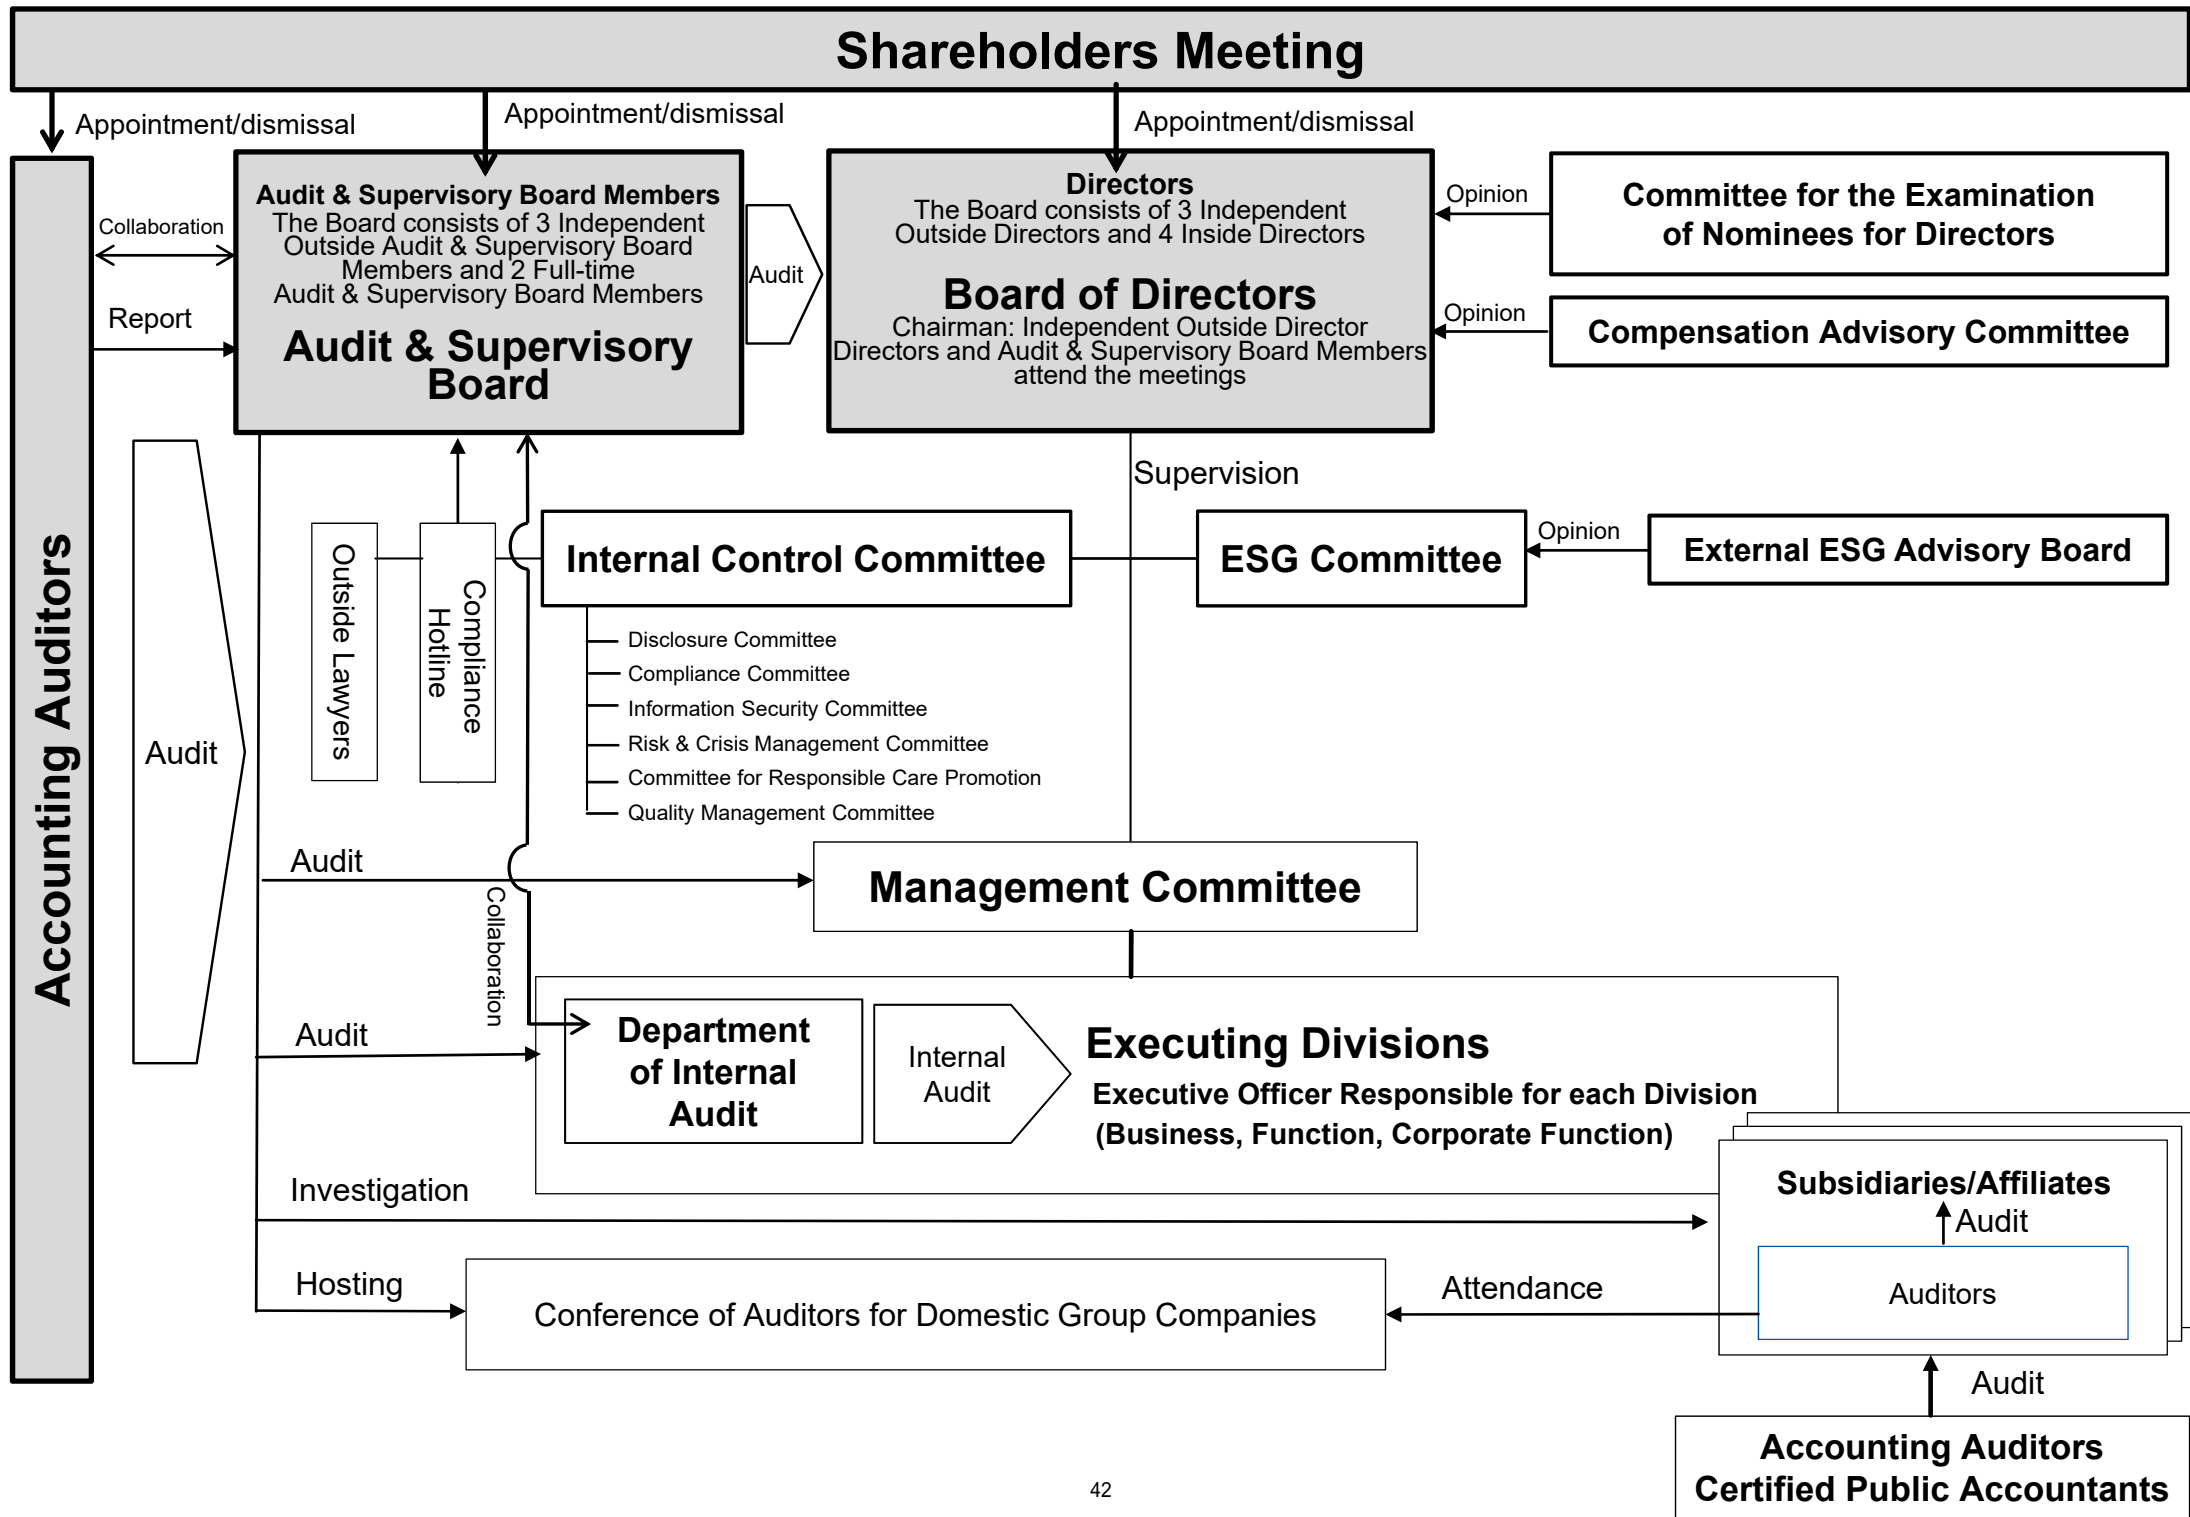 Shareholders Meeting
Appointment/dismissal
Appointment/dismissal
Appointment/dismissal
Accounting Auditors
Collaboration
Report
Audit & Supervisory Board Members
The Board consists of 3 Independent
Outside Audit & Supervisory Board
Members and 2 Full-time
Audit & Supervisory Board Members
Audit & Supervisory
Board
Audit
Directors
The Board consists of 3 Independent
Outside Directors and 4 Inside Directors
Board of Directors
Chairman: Independent Outside Director
Directors and Audit & Supervisory Board Members
attend the meetings
Opinion
Committee for the Examination
of Nominees for Directors
Opinion
Compensation Advisory Committee
Supervision
Audit
Outside Lawyers
Compliance
Hotline
Internal Control Committee
ESG Committee
Opinion
External ESG Advisory Board
Disclosure Committee
Compliance Committee
Information Security Committee
Risk & Crisis Management Committee
Committee for Responsible Care Promotion
Quality Management Committee
Audit
Management Committee
Collaboration
Audit
Department
of Internal
Audit
Internal
Audit
Executing Divisions
Executive Officer Responsible for each Division
(Business, Function, Corporate Function)
Investigation
Subsidiaries/Affiliates
Audit
Auditors
Hosting
Conference of Auditors for Domestic Group Companies
Attendance
Audit
Accounting Auditors
Certified Public Accountants
42